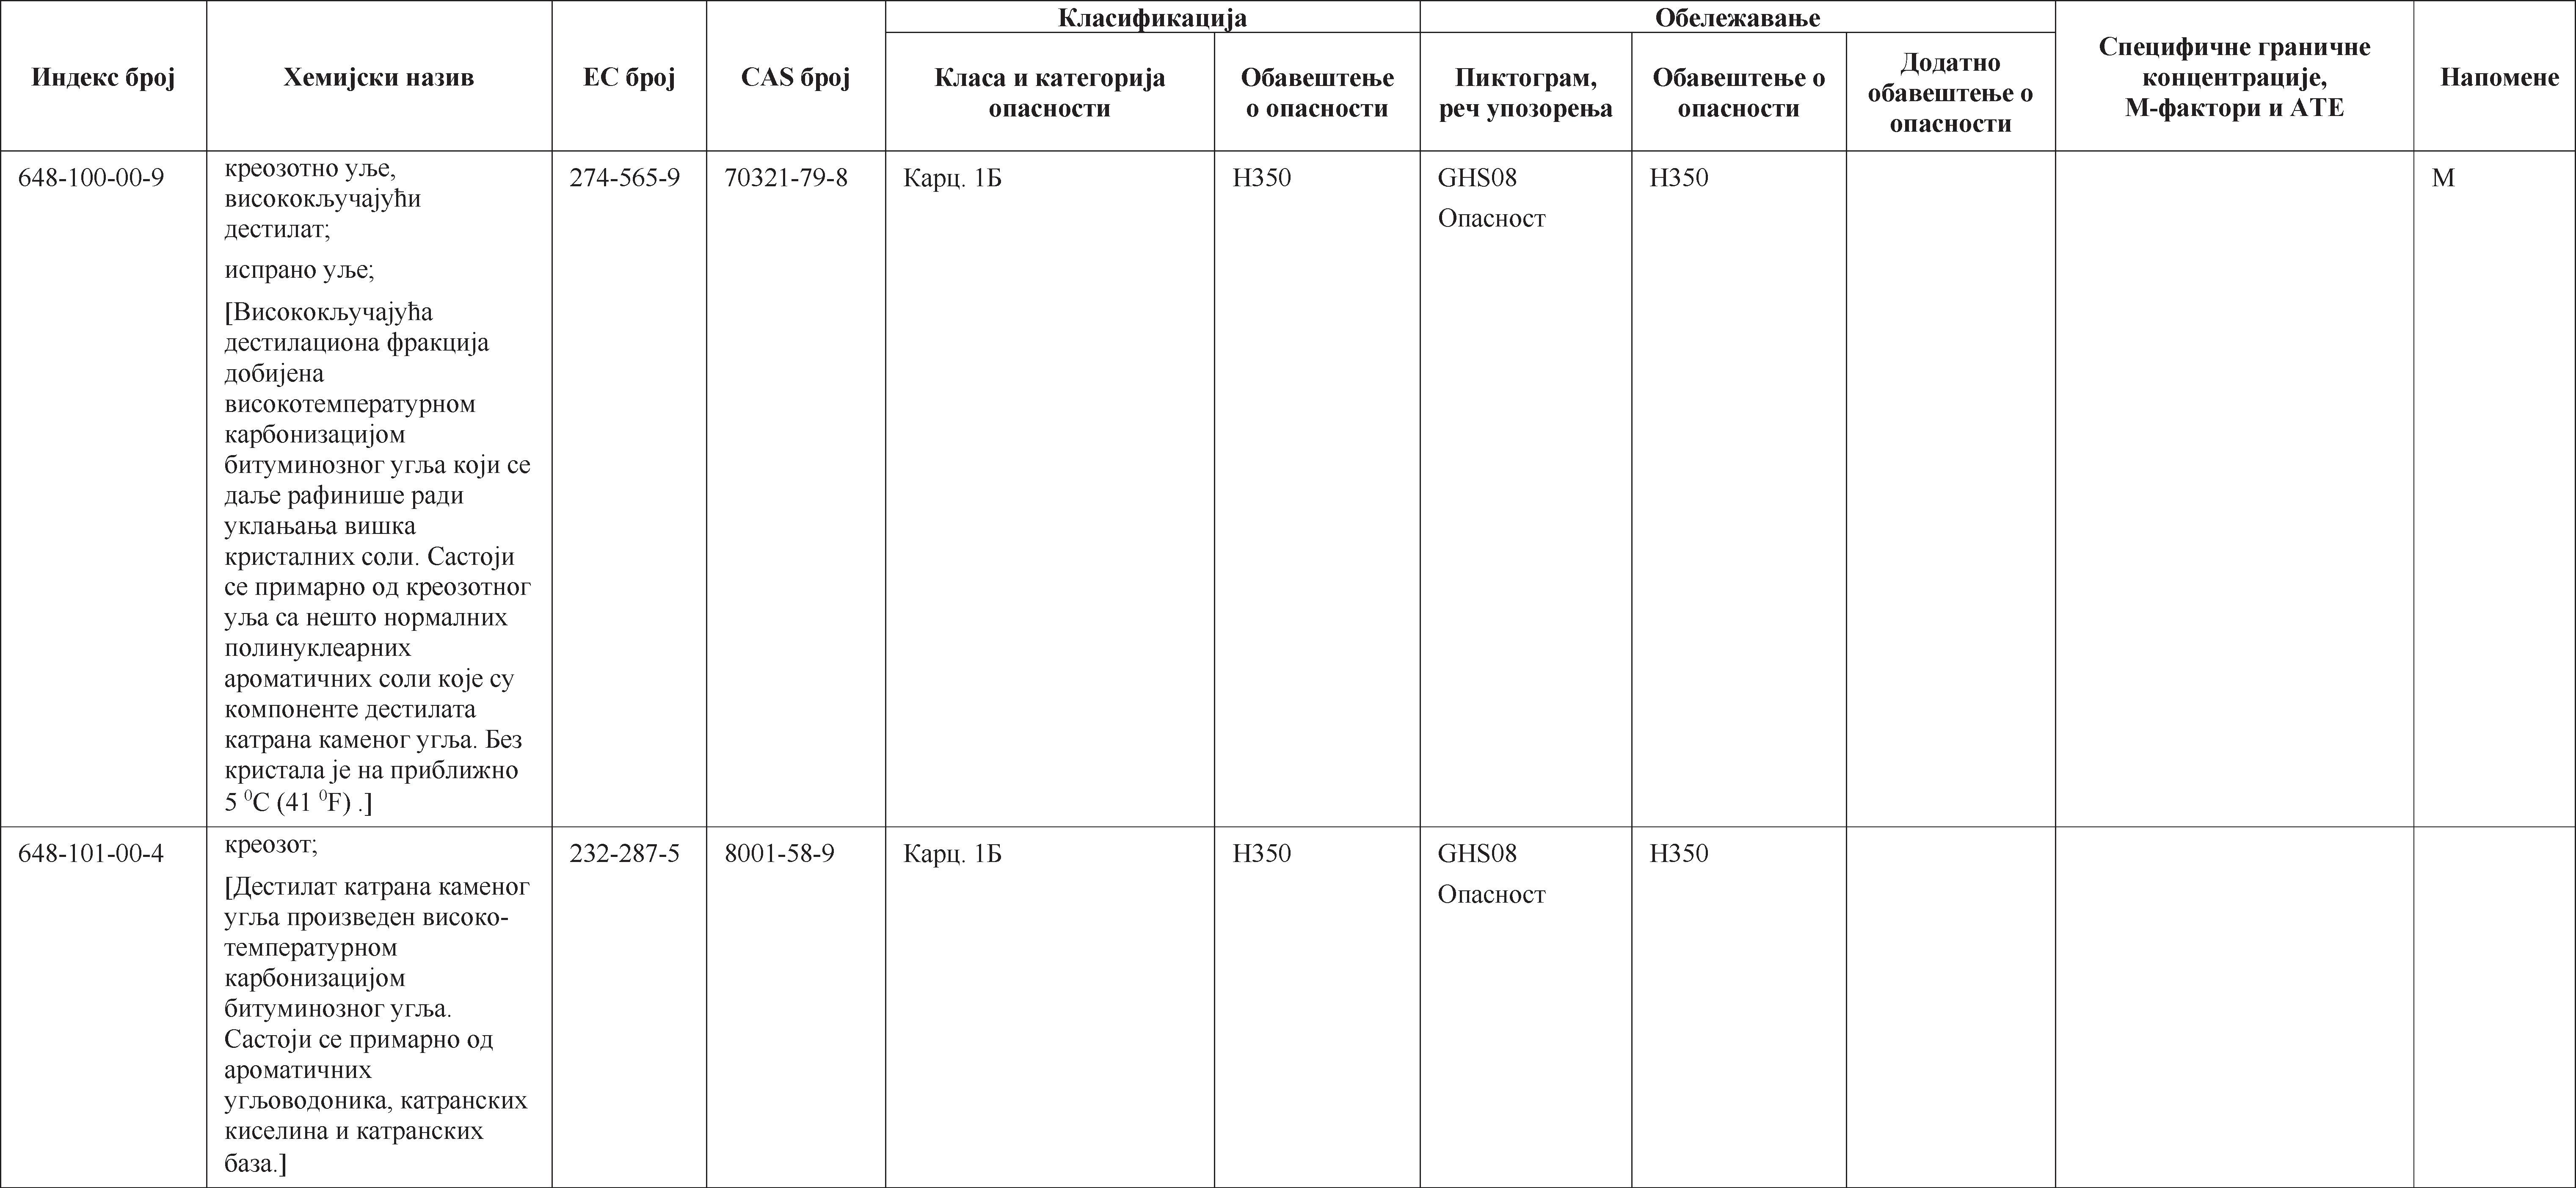 Класификација
Обележавање
Индекс број
Хемијски назив
ЕС број
CAS број
Класа и категорија
опасности
Обавештење
о опасности
Пиктограм,
реч упозорења
Обавештење о
опасности
Додатно
обавештење о
опасности
Специфичне граничне
концентрације,
М-фактори и АТЕ
Напомене
648-100-00-9
креозотно уље,
висококључајући
дестилат;
испрано уље;
[Висококључајућа
дестилациона фракција
добијена
високотемпературном
карбонизацијом
битуминозног угља који се
даље рафинише ради
уклањања вишка
кристалних соли. Састоји
се примарно од креозотног
уља са нешто нормалних
полинуклеарних
ароматичних соли које су
компоненте дестилата
катрана каменог угља. Без
кристала је на приближно
5 ⁰C (41 ⁰F) .]
274-565-9
70321-79-8
Карц. 1Б
H350
GHS08
Опасност
H350
М
648-101-00-4
креозот;
[Дестилат катрана каменог
угља произведен високо-
температурном
карбонизацијом
битуминозног угља.
Састоји се примарно од
ароматичних
угљоводоника, катранских
киселина и катранских
база.]
232-287-5
8001-58-9
Карц. 1Б
H350
GHS08
Опасност
H350